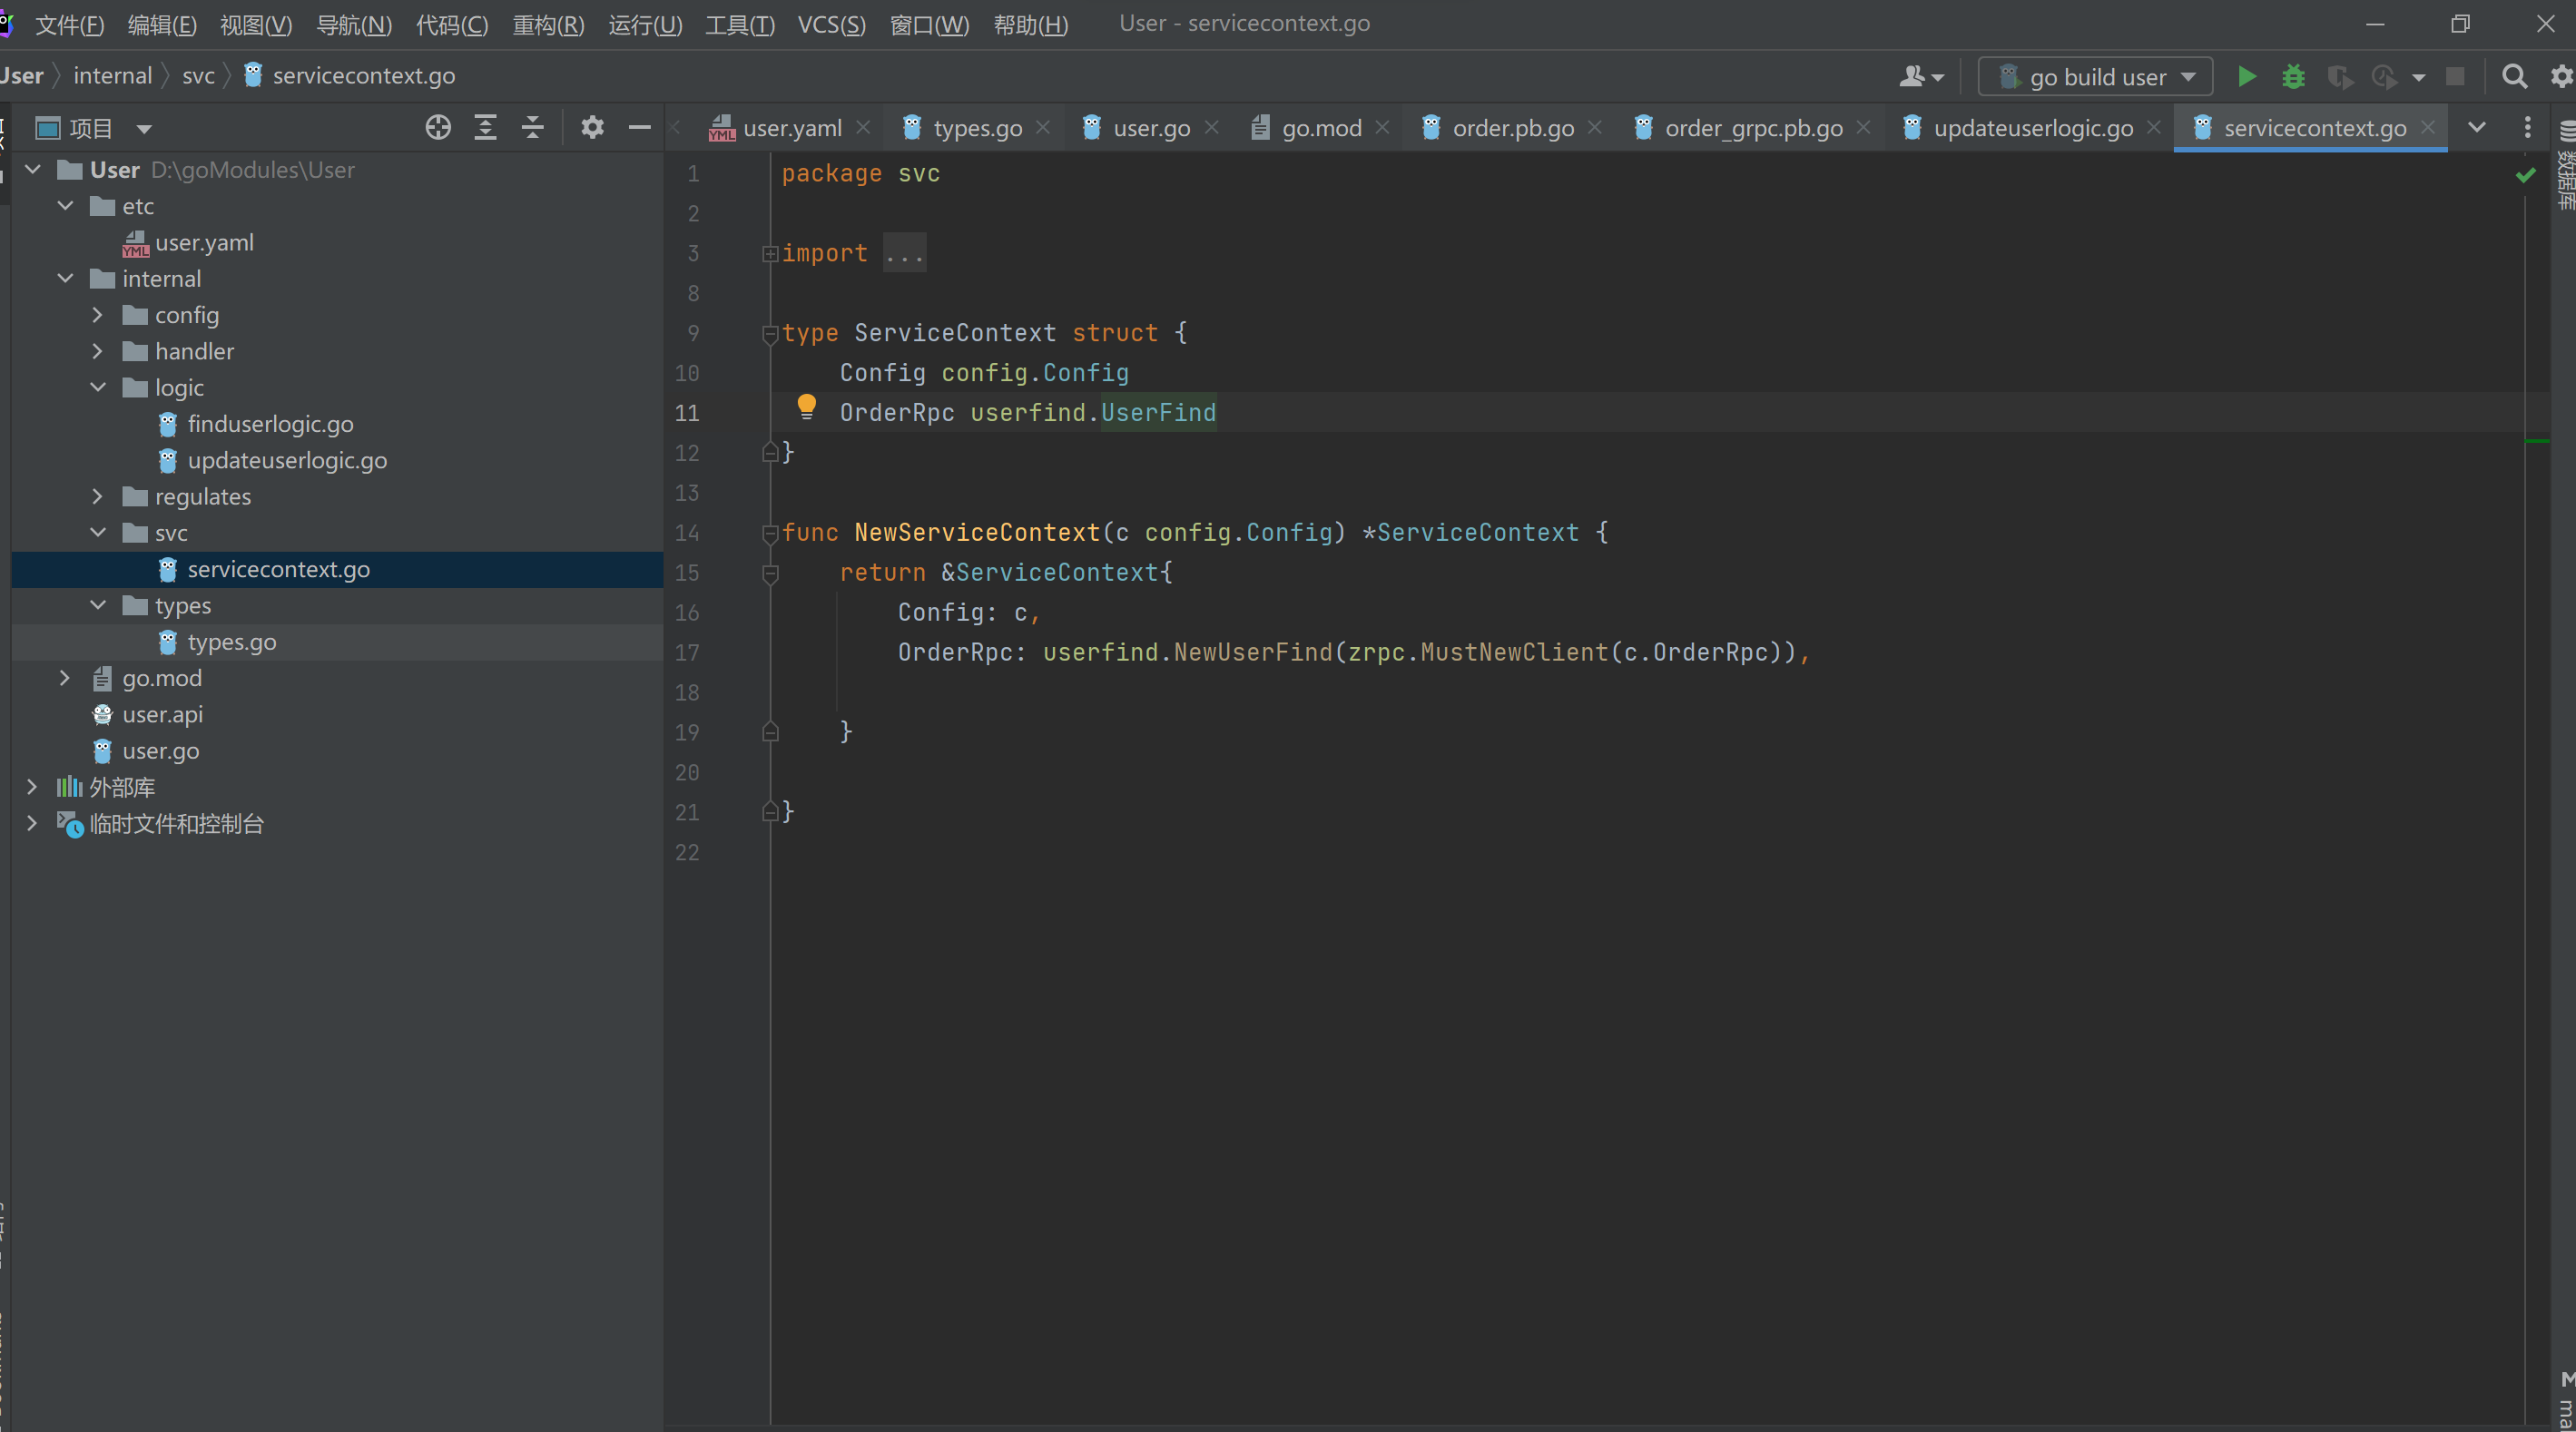 文件(F) 编辑(E) 视图(V) 导航(N) 代码(C) 重构(R) 运行(U) 工具(T) VCS(S) 窗口(W) 帮助(H) User - servicecontext.go
User internal svc servicecontext.go go build user
项目 user.yaml types.go user.go go.mod order.pb.go order_grpc.pb.go updateuserlogic.go servicecontext.go
User D:\goModules\User
etc
user.yaml
internal
config
handler
logic
finduserlogic.go
updateuserlogic.go
regulates
svc
servicecontext.go
types
types.go
go.mod
user.api
user.go
外部库
临时文件和控制台
1 package svc
2
3 import ...
8
9 type ServiceContext struct {
10 Config config.Config
11 OrderRpc userfind.UserFind
12 }
13
14 func NewServiceContext(c config.Config) *ServiceContext {
15 return &ServiceContext{
16 Config: c,
17 OrderRpc: userfind.NewUserFind(zrpc.MustNewClient(c.OrderRpc)),
18
19 }
20
21 }
22
数据库